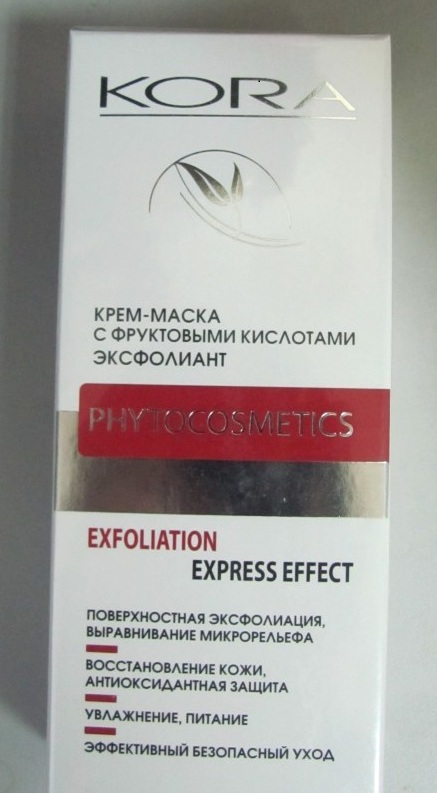 KORA
КРЕМ-МАСКА
С ФРУКТОВЫМИ КИСЛОТАМИ
ЭКСФОЛИАНТ
PHYTOCOSMETICS
EXFOLIATION
EXPRESS EFFECT
ПОВЕРХНОСТНАЯ ЭКСФОЛИАЦИЯ,
ВЫРАВНИВАНИЕ МИКРОРЕЛЬЕФА
ВОССТАНОВЛЕНИЕ КОЖИ,
АНТИОКСИДАНТНАЯ ЗАЩИТА
УВЛАЖНЕНИЕ, ПИТАНИЕ
ЭФФЕКТИВНЫЙ БЕЗОПАСНЫЙ УХОД